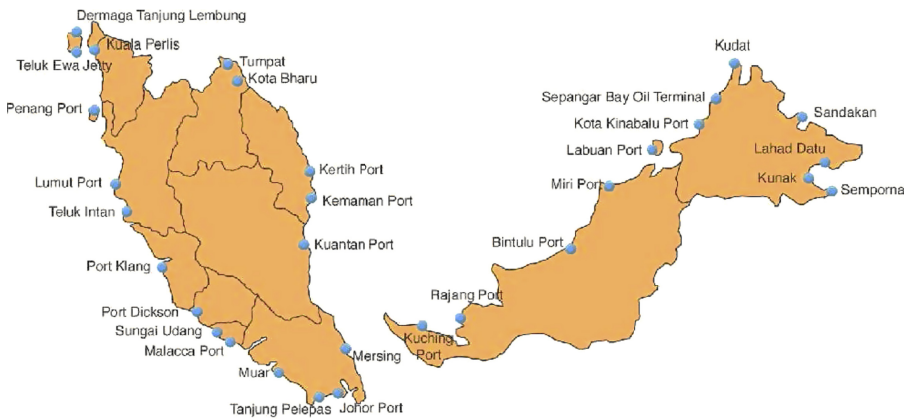 Dermaga Tanjung Lembung
Kuala Perlis
Teluk Ewa Jetty
Tumpat
Kota Bharu
Penang Port
Kertih Port
Lumut Port
Kemaman Port
Teluk Intan
Kuantan Port
Port Klang
Port Dickson
Sungai Udang
Malacca Port
Mersing
Muar
Tanjung Pelepas
Johor Port
Kudat
Sepangar Bay Oil Terminal
Sandakan
Kota Kinabalu Port
Labuan Port
Lahad Datu
Kunak
Miri Port
Semporna
Bintulu Port
Rajang Port
Kuching
Port